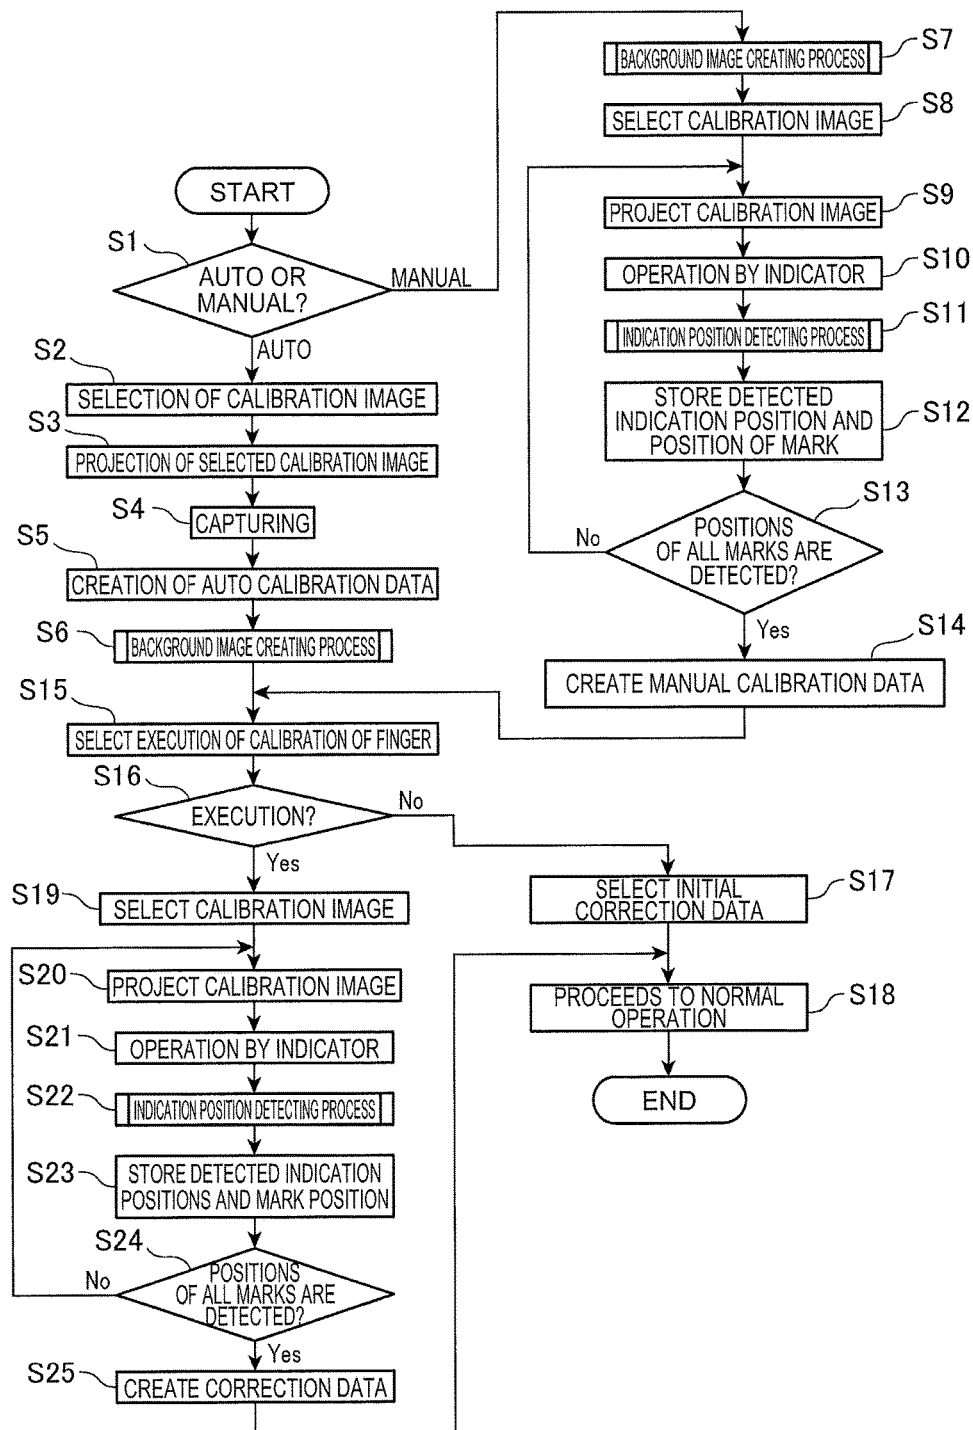 START
S1
AUTO OR
MANUAL?
MANUAL
AUTO
S2
SELECTION OF CALIBRATION IMAGE
S3
PROJECTION OF SELECTED CALIBRATION IMAGE
S4
CAPTURING
S5
CREATION OF AUTO CALIBRATION DATA
S6
BACKGROUND IMAGE CREATING PROCESS
S7
BACKGROUND IMAGE CREATING PROCESS
S8
SELECT CALIBRATION IMAGE
S9
PROJECT CALIBRATION IMAGE
S10
OPERATION BY INDICATOR
S11
INDICATION POSITION DETECTING PROCESS
S12
STORE DETECTED
INDICATION POSITION AND
POSITION OF MARK
S13
POSITIONS
OF ALL MARKS ARE
DETECTED?
No
Yes
S14
CREATE MANUAL CALIBRATION DATA
S15
SELECT EXECUTION OF CALIBRATION OF FINGER
S16
EXECUTION?
No
Yes
S17
SELECT INITIAL
CORRECTION DATA
S18
PROCEEDS TO NORMAL
OPERATION
END
S19
SELECT CALIBRATION IMAGE
S20
PROJECT CALIBRATION IMAGE
S21
OPERATION BY INDICATOR
S22
INDICATION POSITION DETECTING PROCESS
S23
STORE DETECTED INDICATION
POSITIONS AND MARK POSITION
S24
POSITIONS
OF ALL MARKS ARE
DETECTED?
No
Yes
S25
CREATE CORRECTION DATA